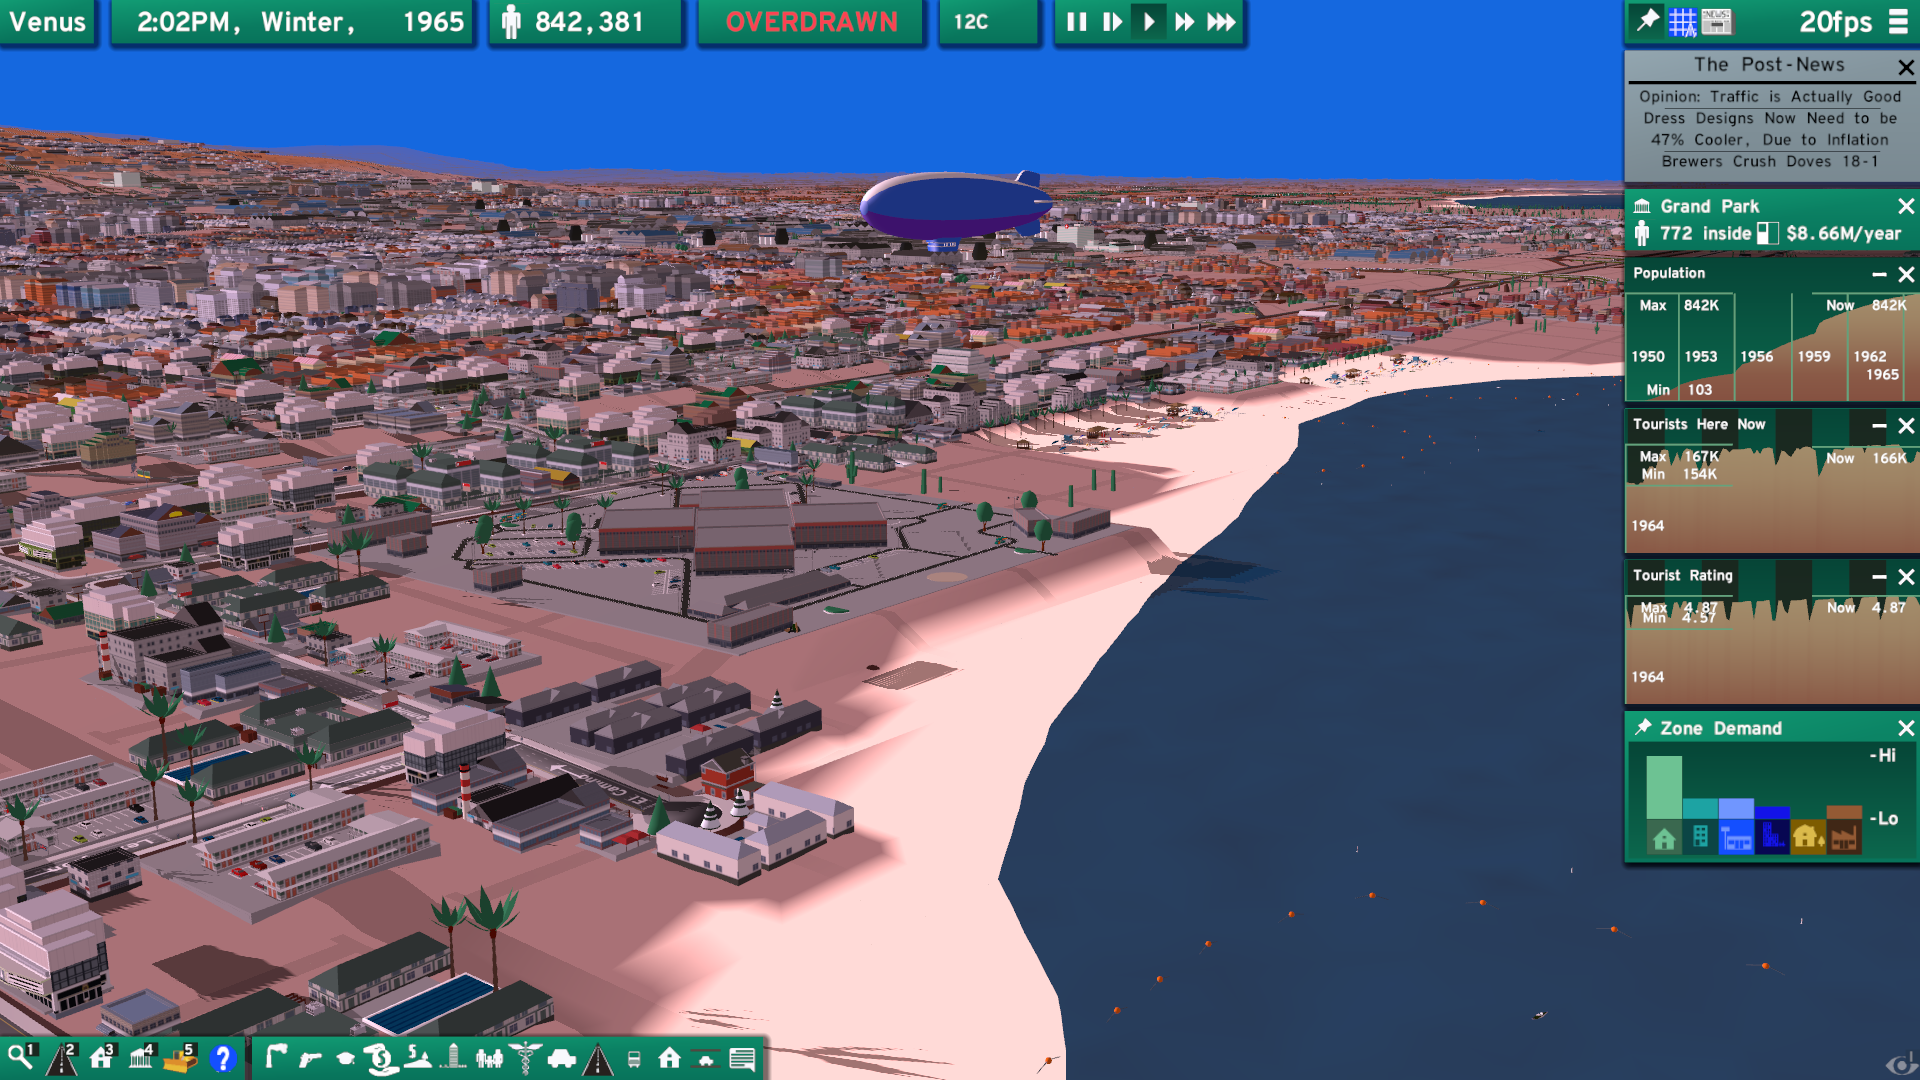 Venus
2:02PM, Winter, 1965
842,381
OVERDRAWN
12C
20fps
The Post-News
Opinion: Traffic is Actually Good
Dress Designs Now Need to be
47% Cooler, Due to Inflation
Brewers Crush Doves 18-1
Grand Park
772 inside $8.66M/year
Population
Max 842K Now 842K
1950 1953 1956 1959 1962
1965
Min 103
Tourists Here Now
Max 167K Now 166K
Min 154K
1964
Tourist Rating
Max 4.87 Now 4.87
Min 4.57
1964
Zone Demand
-Hi
-Lo
El Camino
1 2 3 4 5 ?